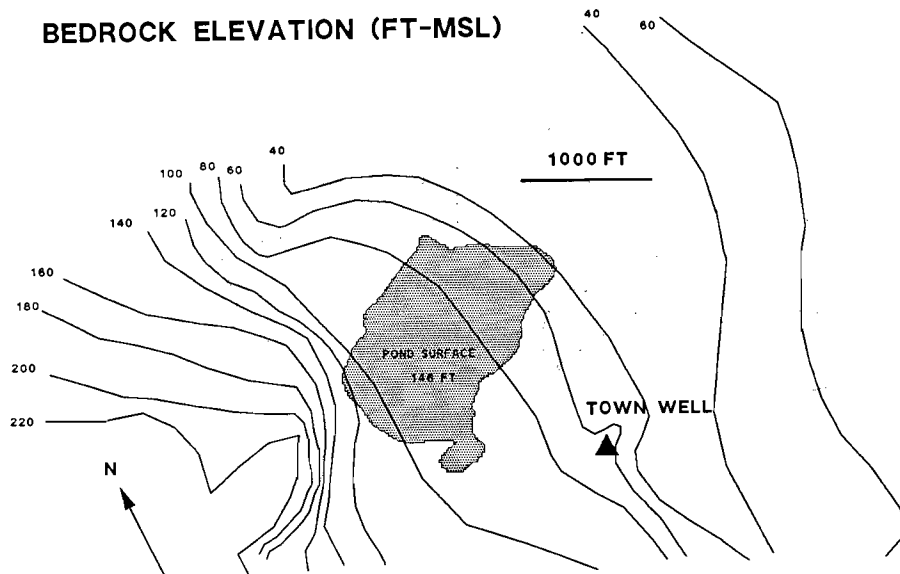 BEDROCK ELEVATION (FT-MSL)
40
60
1000 FT
40
80
60
100
120
140
160
180
200
220
POND SURFACE
146 FT
TOWN WELL
N